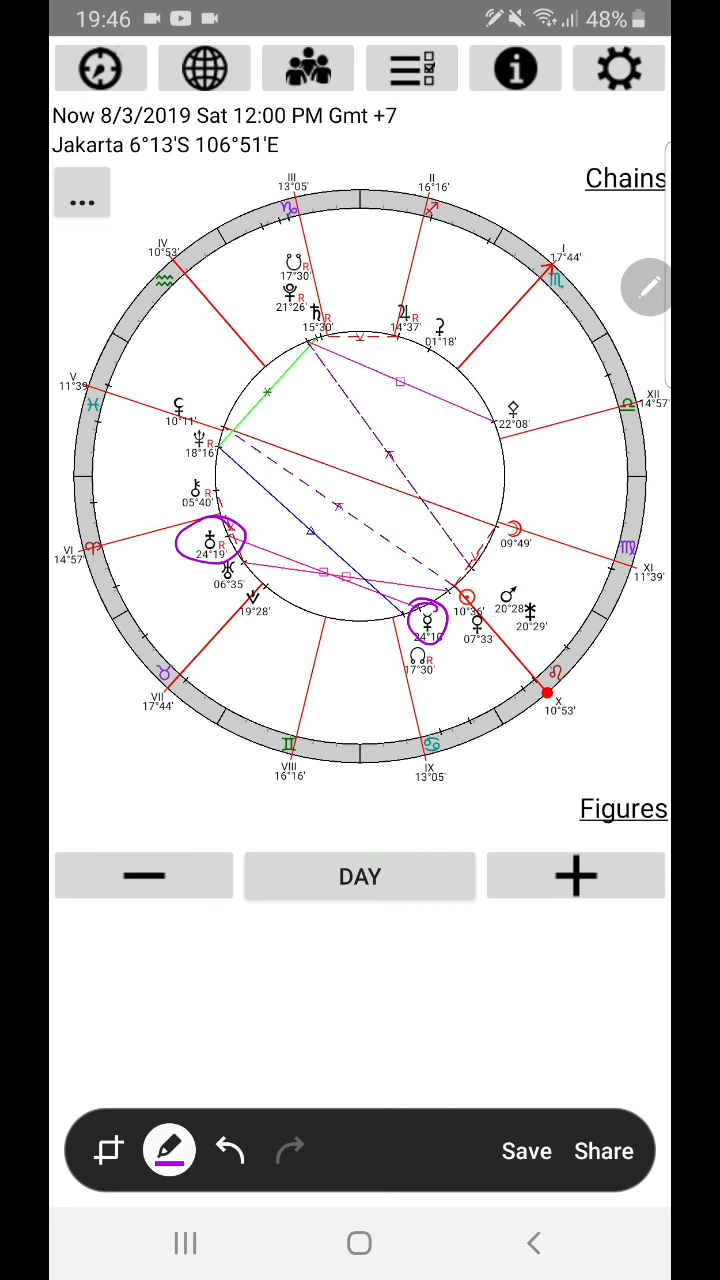 19:46 48%
Now 8/3/2019 Sat 12:00 PM Gmt +7
Jakarta 6°13'S 106°51'E
...
Chains
III
13°05'
II
16°16'
IV
10°53'
I
17°44'
☋R
17°30'
♇R
21°26'
♄R
15°30'
♃R
14°37'
⚳
01°18'
V
11°39'
XII
14°57'
10°11'
⚴
22°08'
♆R
18°16'
⚷R
05°40'
☽
09°49'
VI
14°57'
R
24°19'
XI
11°39'
♅
06°35'
19°28'
☿
24°10'
☉
10°36'
♀
07°33'
♂
20°28'
20°29'
☊R
17°30'
VII
17°44'
X
10°53'
VIII
16°16'
IX
13°05'
Figures
DAY
Save Share